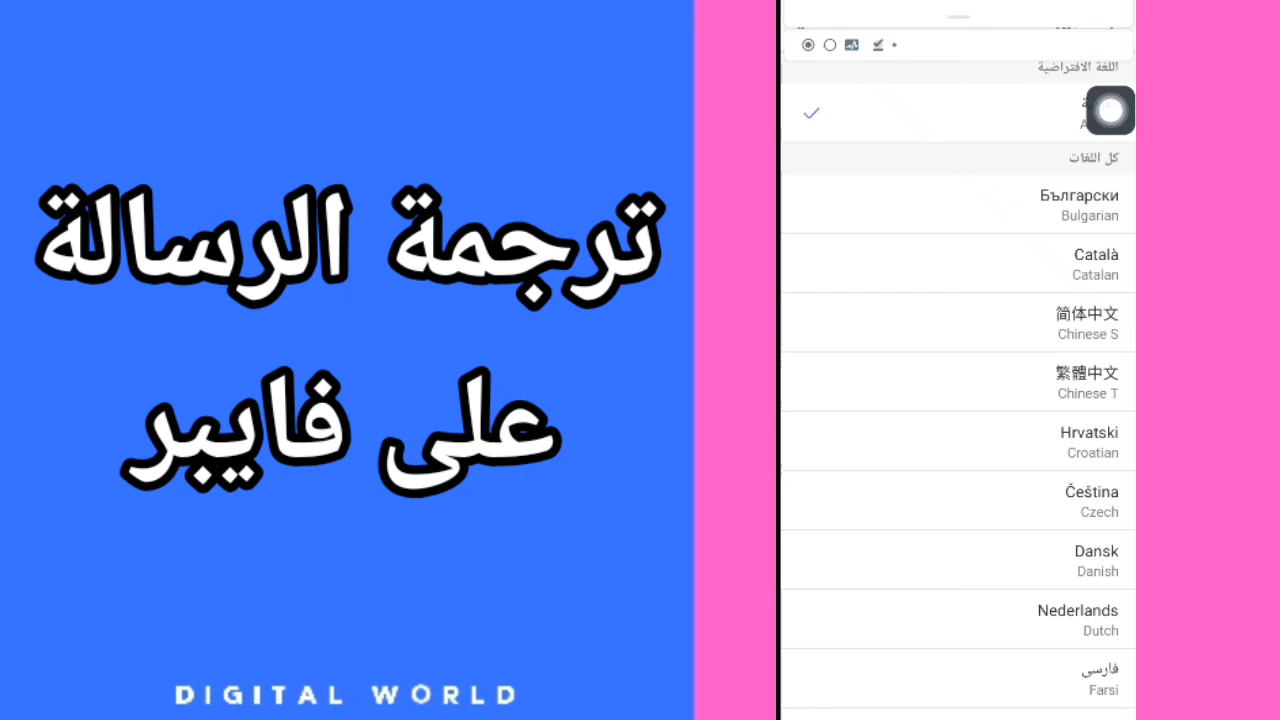 ترجمة الرسالة
على فايبر
DIGITAL WORLD
اللغة الافتراضية
كل اللغات
Български
Bulgarian
Català
Catalan
简体中文
Chinese S
繁體中文
Chinese T
Hrvatski
Croatian
Čeština
Czech
Dansk
Danish
Nederlands
Dutch
فارسی
Farsi